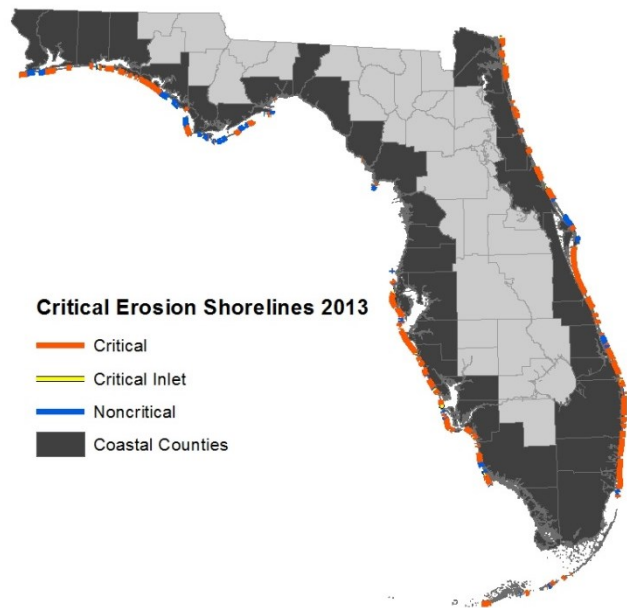 Critical Erosion Shorelines 2013
Critical
Critical Inlet
Noncritical
Coastal Counties